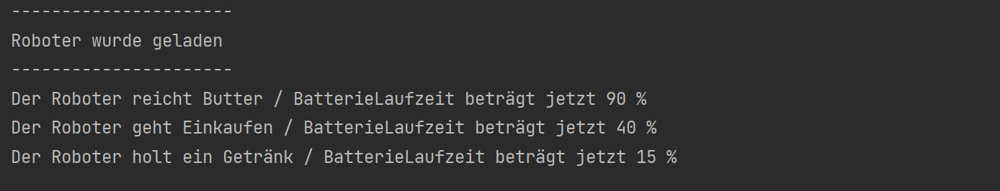 ----------------------
Roboter wurde geladen
----------------------
Der Roboter reicht Butter / BatterieLaufzeit beträgt jetzt 90 %
Der Roboter geht Einkaufen / BatterieLaufzeit beträgt jetzt 40 %
Der Roboter holt ein Getränk / BatterieLaufzeit beträgt jetzt 15 %